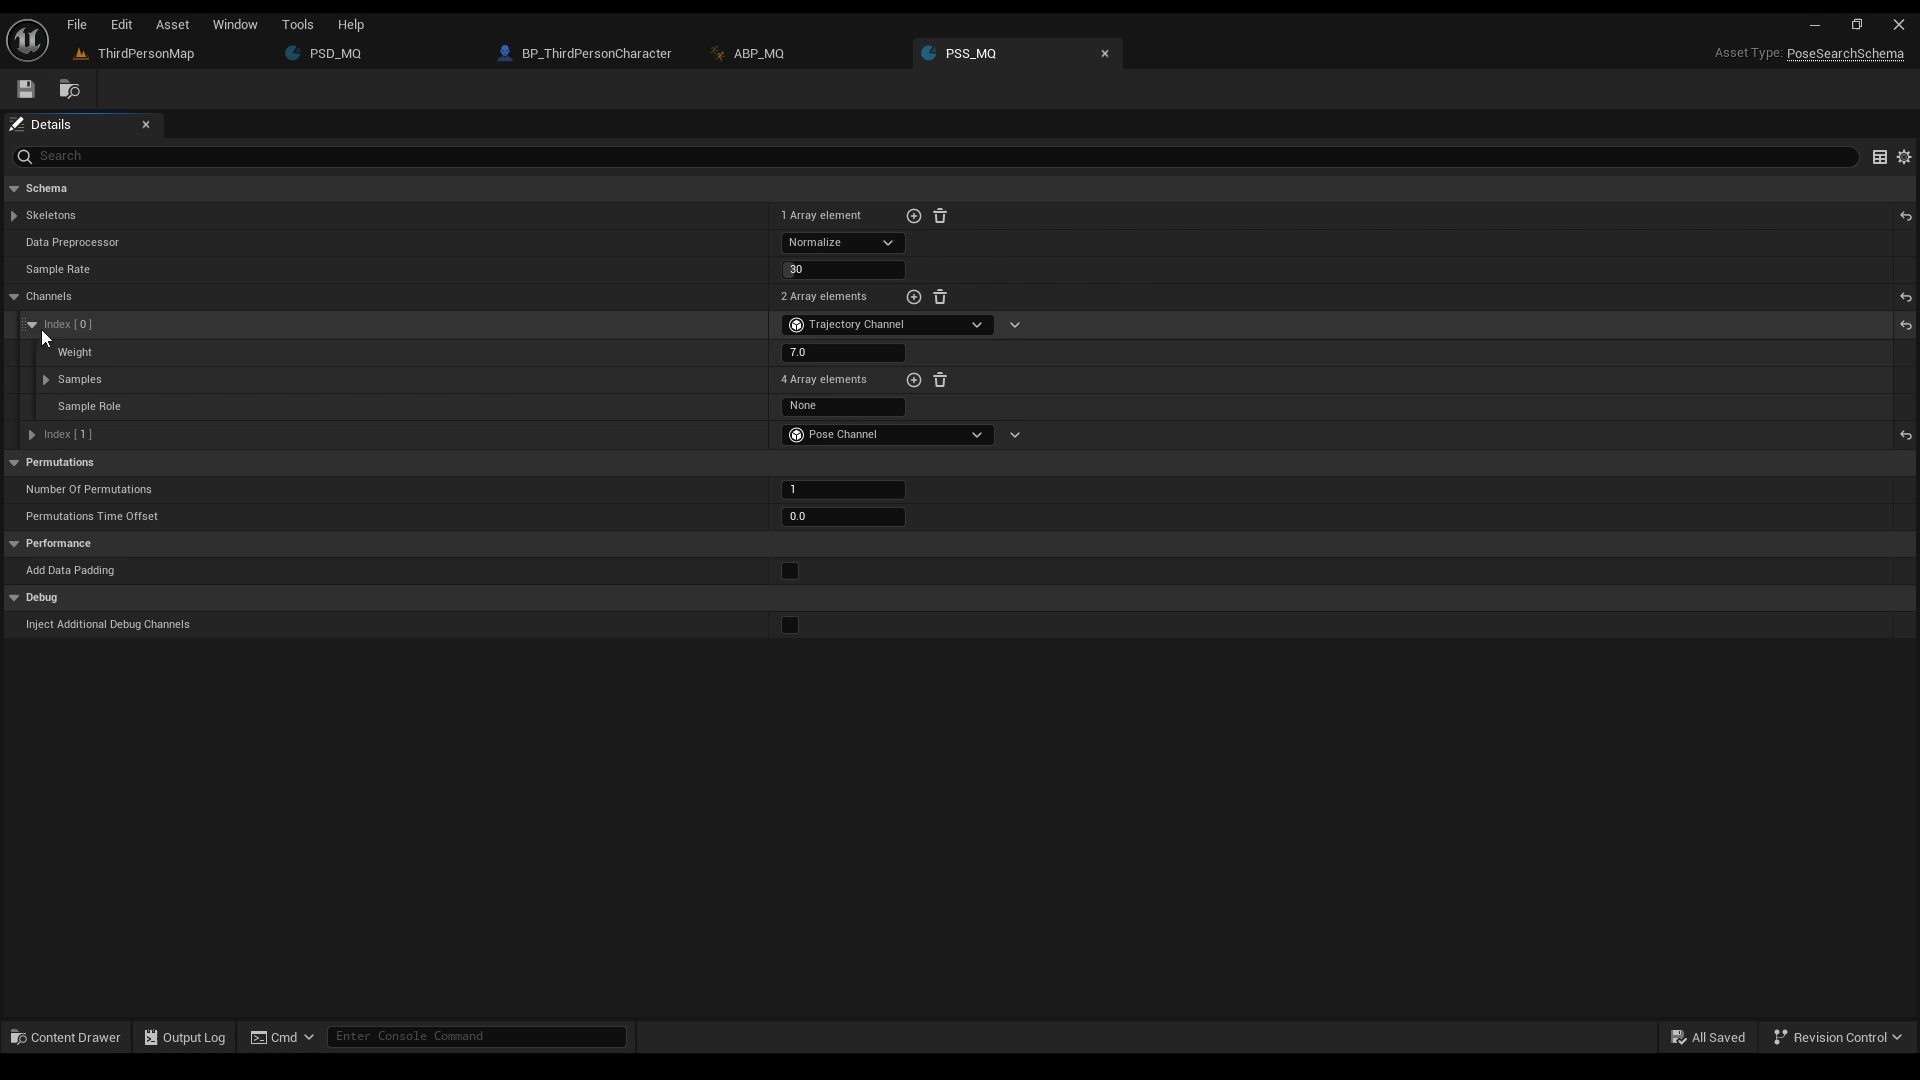 File Edit Asset Window Tools Help
ThirdPersonMap PSD_MQ BP_ThirdPersonCharacter ABP_MQ PSS_MQ Asset Type: PoseSearchSchema
Details
Search
Schema
Skeletons 1 Array element
Data Preprocessor Normalize
Sample Rate 30
Channels 2 Array elements
Index [ 0 ] Trajectory Channel
Weight 7.0
Samples 4 Array elements
Sample Role None
Index [ 1 ] Pose Channel
Permutations
Number Of Permutations 1
Permutations Time Offset 0.0
Performance
Add Data Padding
Debug
Inject Additional Debug Channels
Content Drawer Output Log Cmd Enter Console Command All Saved Revision Control